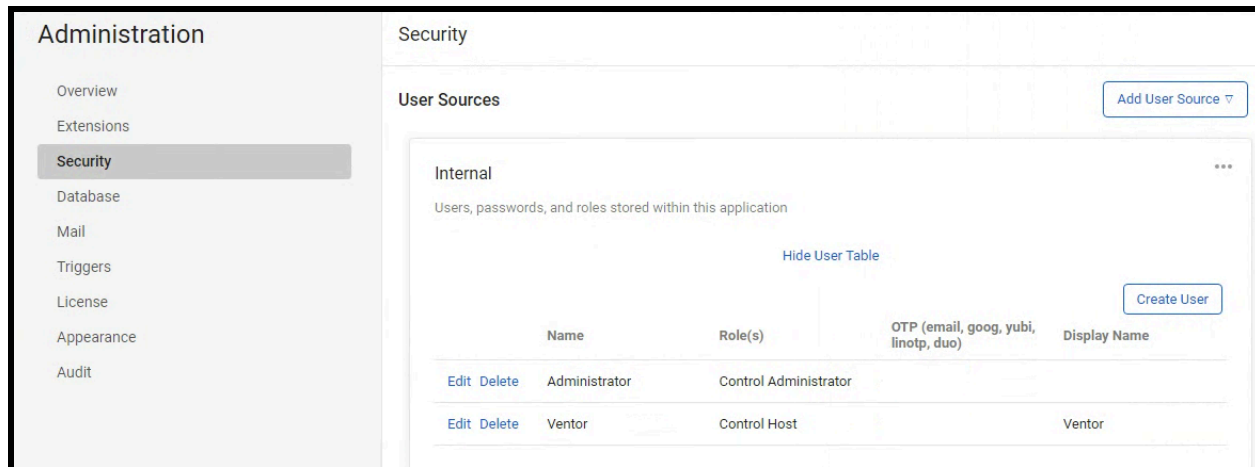 Administration
Overview
Extensions
Security
Database
Mail
Triggers
License
Appearance
Audit
Security
User Sources
Add User Source ▿
Internal
Users, passwords, and roles stored within this application
Hide User Table
Create User
Name Role(s) OTP (email, goog, yubi, linotp, duo) Display Name
Edit Delete Administrator Control Administrator
Edit Delete Ventor Control Host Ventor